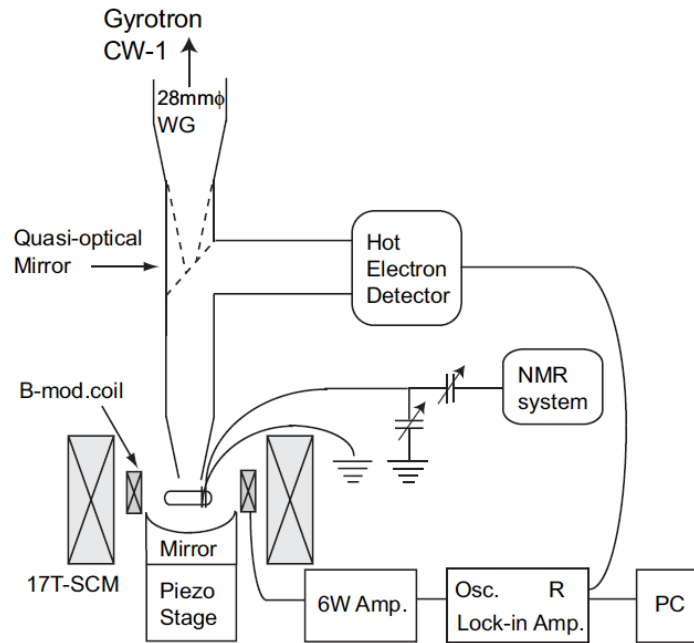 Gyrotron
CW-1
28mmϕ
WG
Quasi-optical
Mirror
Hot
Electron
Detector
B-mod.coil
NMR
system
17T-SCM
Mirror
Piezo
Stage
6W Amp.
Osc. R
Lock-in Amp.
PC